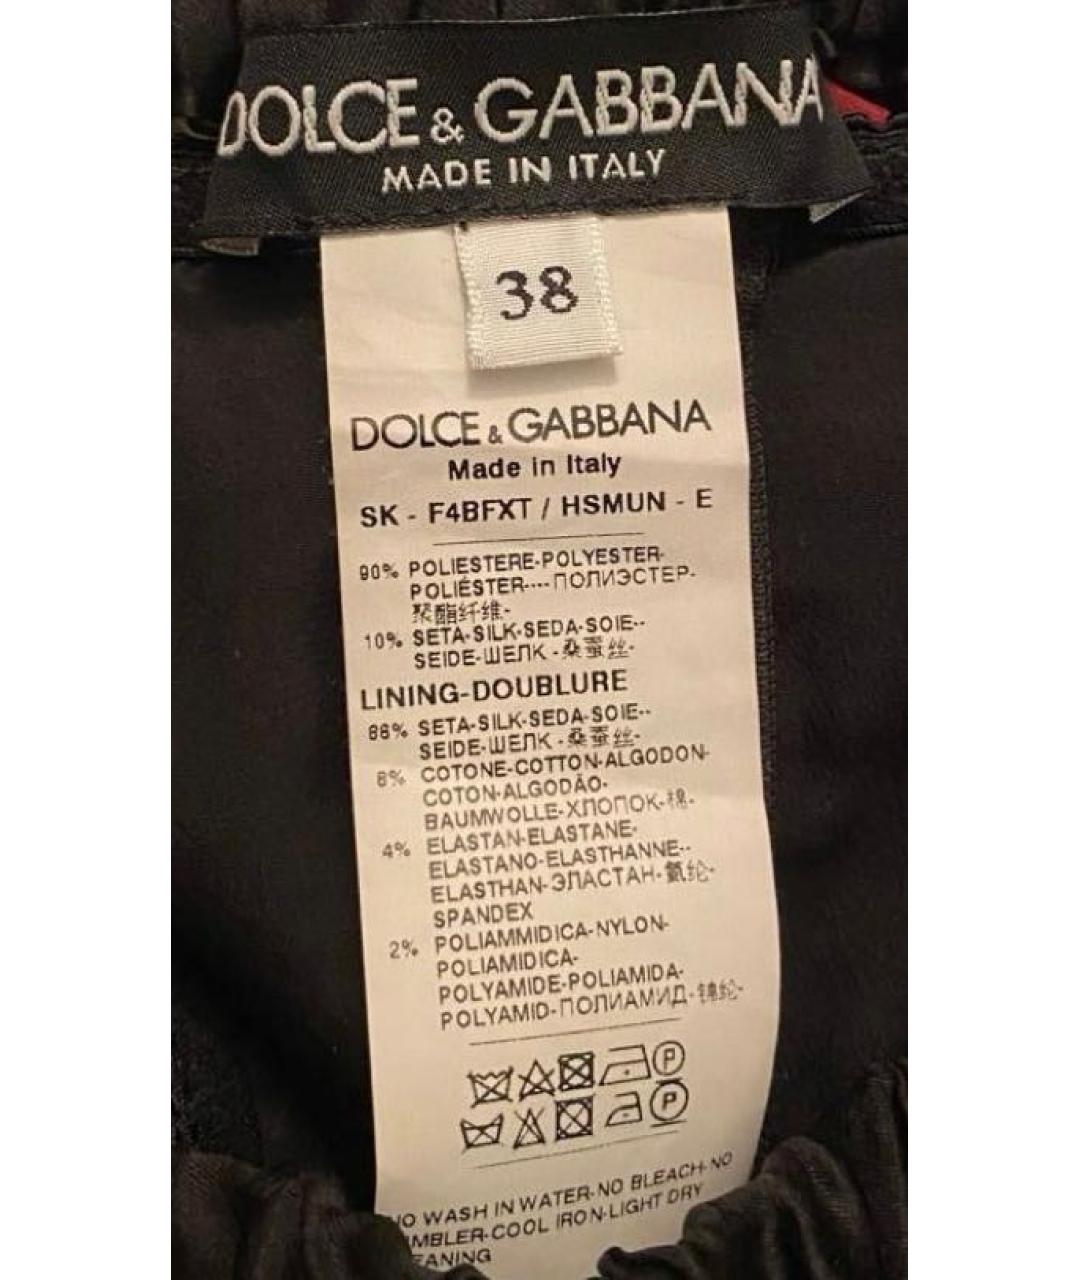 DOLCE & GABBANA
MADE IN ITALY
38
DOLCE & GABBANA
Made in Italy
SK - F4BFXT / HSMUN - E
90% POLIESTERE-POLYESTER-
POLIÉSTER----ПОЛИЭСТЕР-
聚酯纤维-
10% SETA-SILK-SEDA-SOIE--
SEIDE-ШЕЛК-桑蚕丝-
LINING-DOUBLURE
86% SETA-SILK-SEDA-SOIE--
SEIDE-ШЕЛК-桑蚕丝-
8% COTONE-COTTON-ALGODON-
COTON-ALGODÃO-
BAUMWOLLE-ХЛОПОК-棉-
4% ELASTAN-ELASTANE-
ELASTANO-ELASTHANNE--
ELASTHAN-ЭЛАСТАН-氨纶-
SPANDEX
2% POLIAMMIDICA-NYLON-
POLIAMIDICA-
POLYAMIDE-POLIAMIDA-
POLYAMID-ПОЛИАМИД-锦纶-
P
P
NO WASH IN WATER-NO BLEACH-NO
MBLER-COOL IRON-LIGHT DRY
EANING